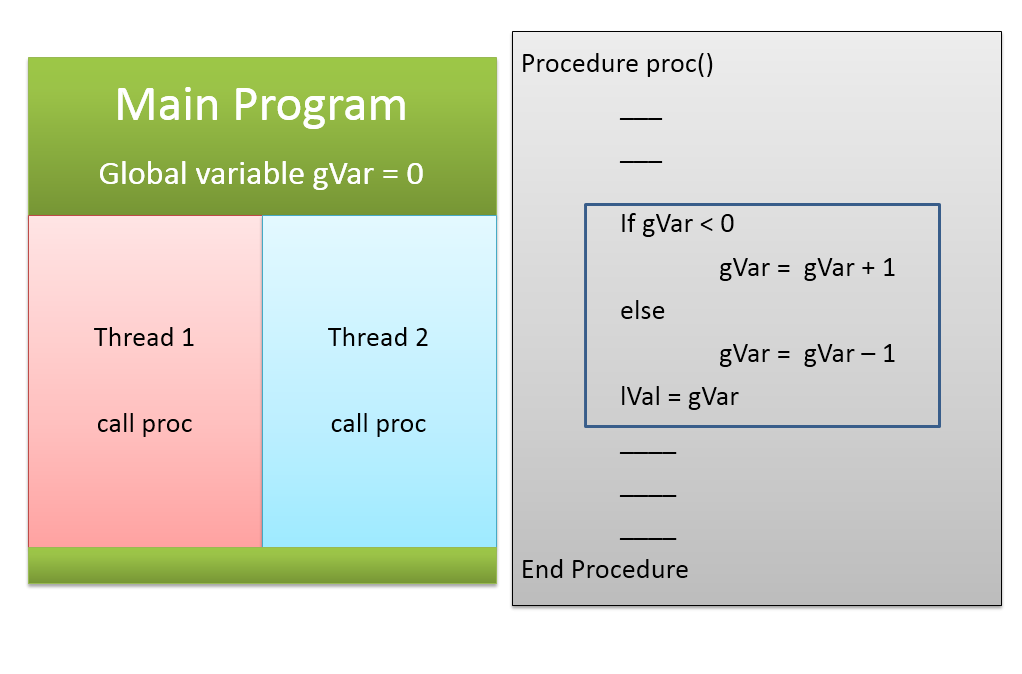 Main Program
Global variable gVar = 0
Thread 1
call proc
Thread 2
call proc
Procedure proc()
___
___
If gVar < 0
gVar = gVar + 1
else
gVar = gVar – 1
lVal = gVar
____
____
____
End Procedure